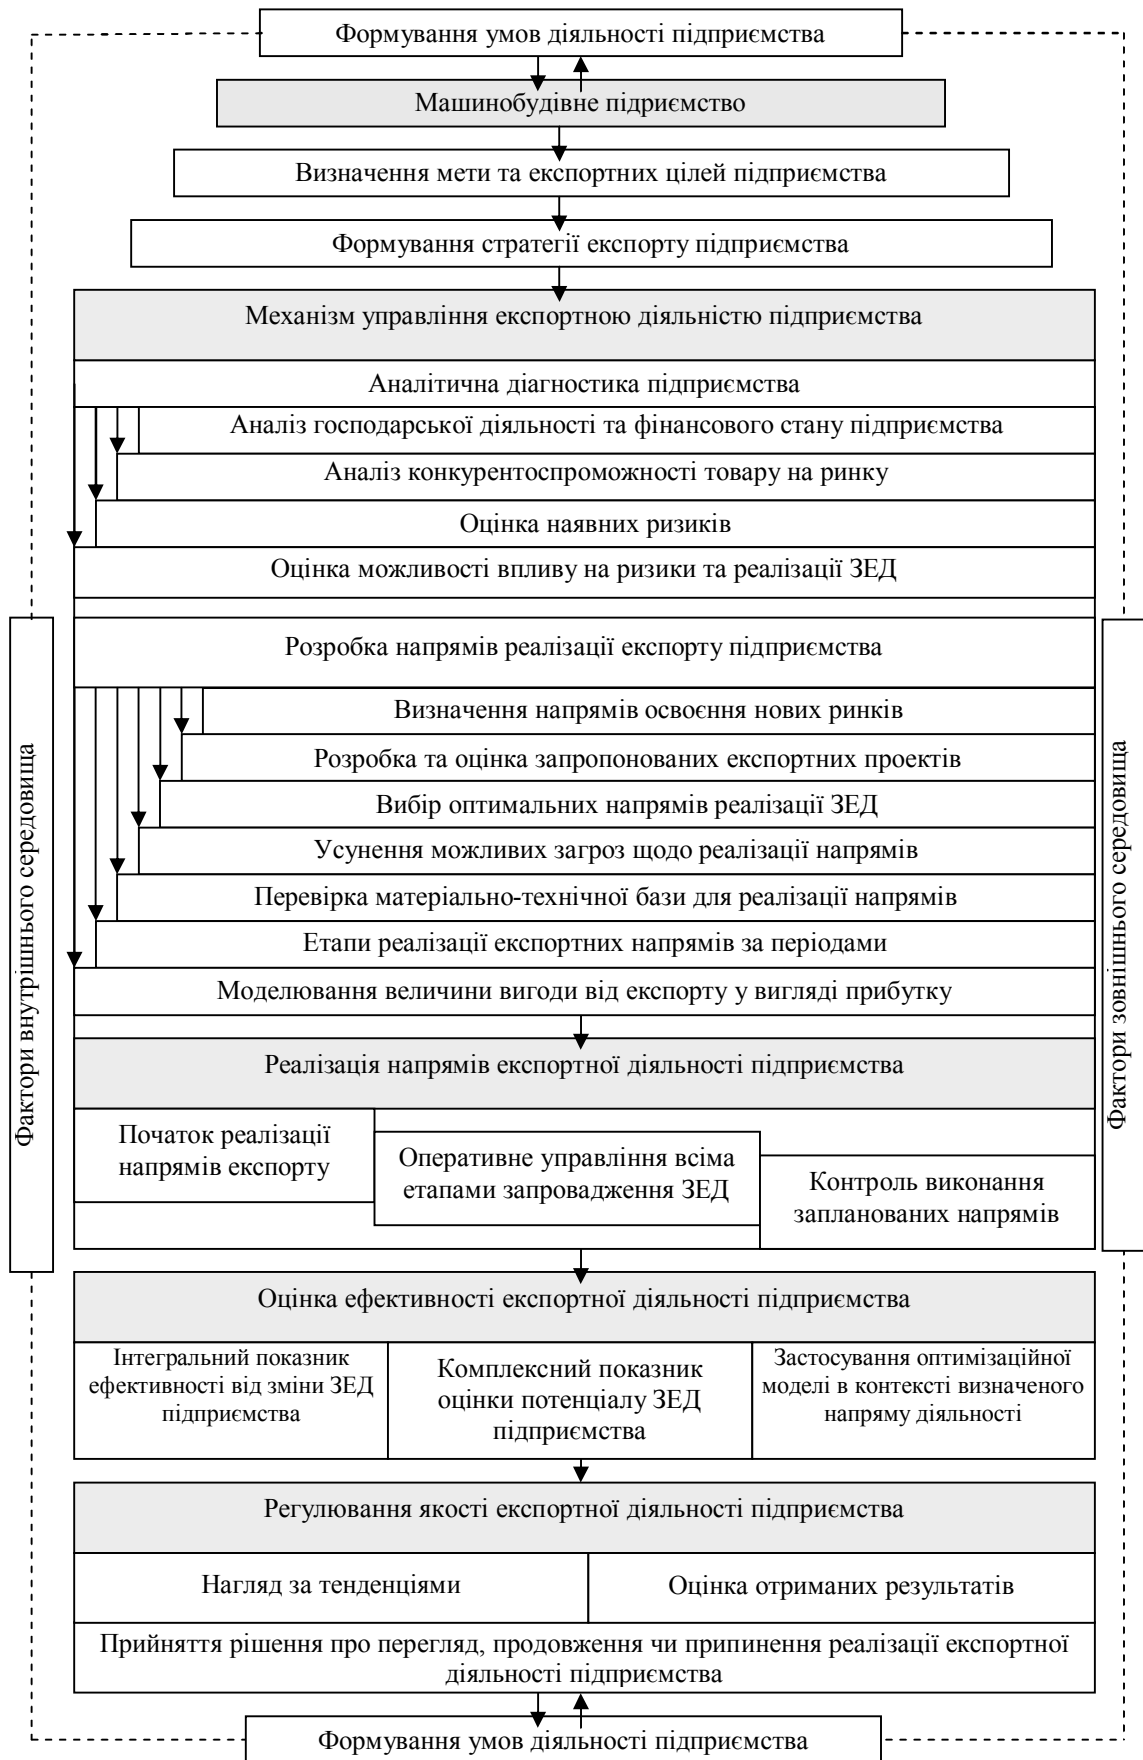 Формування умов діяльності підприємства
Машинобудівне підриємство
Визначення мети та експортних цілей підприємства
Формування стратегії експорту підприємства
Механізм управління експортною діяльністю підприємства
Аналітична діагностика підприємства
Аналіз господарської діяльності та фінансового стану підприємства
Аналіз конкурентоспроможності товару на ринку
Оцінка наявних ризиків
Оцінка можливості впливу на ризики та реалізації ЗЕД
Розробка напрямів реалізації експорту підприємства
Визначення напрямів освоєння нових ринків
Розробка та оцінка запропонованих експортних проектів
Вибір оптимальних напрямів реалізації ЗЕД
Усунення можливих загроз щодо реалізації напрямів
Перевірка матеріально-технічної бази для реалізації напрямів
Етапи реалізації експортних напрямів за періодами
Моделювання величини вигоди від експорту у вигляді прибутку
Фактори внутрішнього середовища
Фактори зовнішнього середовища
Реалізація напрямів експортної діяльності підприємства
Початок реалізації
напрямів експорту
Оперативне управління всіма
етапами запровадження ЗЕД
Контроль виконання
запланованих напрямів
Оцінка ефективності експортної діяльності підприємства
Інтегральний показник
ефективності від зміни ЗЕД
підприємства
Комплексний показник
оцінки потенціалу ЗЕД
підприємства
Застосування оптимізаційної
моделі в контексті визначеного
напряму діяльності
Регулювання якості експортної діяльності підприємства
Нагляд за тенденціями
Оцінка отриманих результатів
Прийняття рішення про перегляд, продовження чи припинення реалізації експортної
діяльності підприємства
Формування умов діяльності підприємства